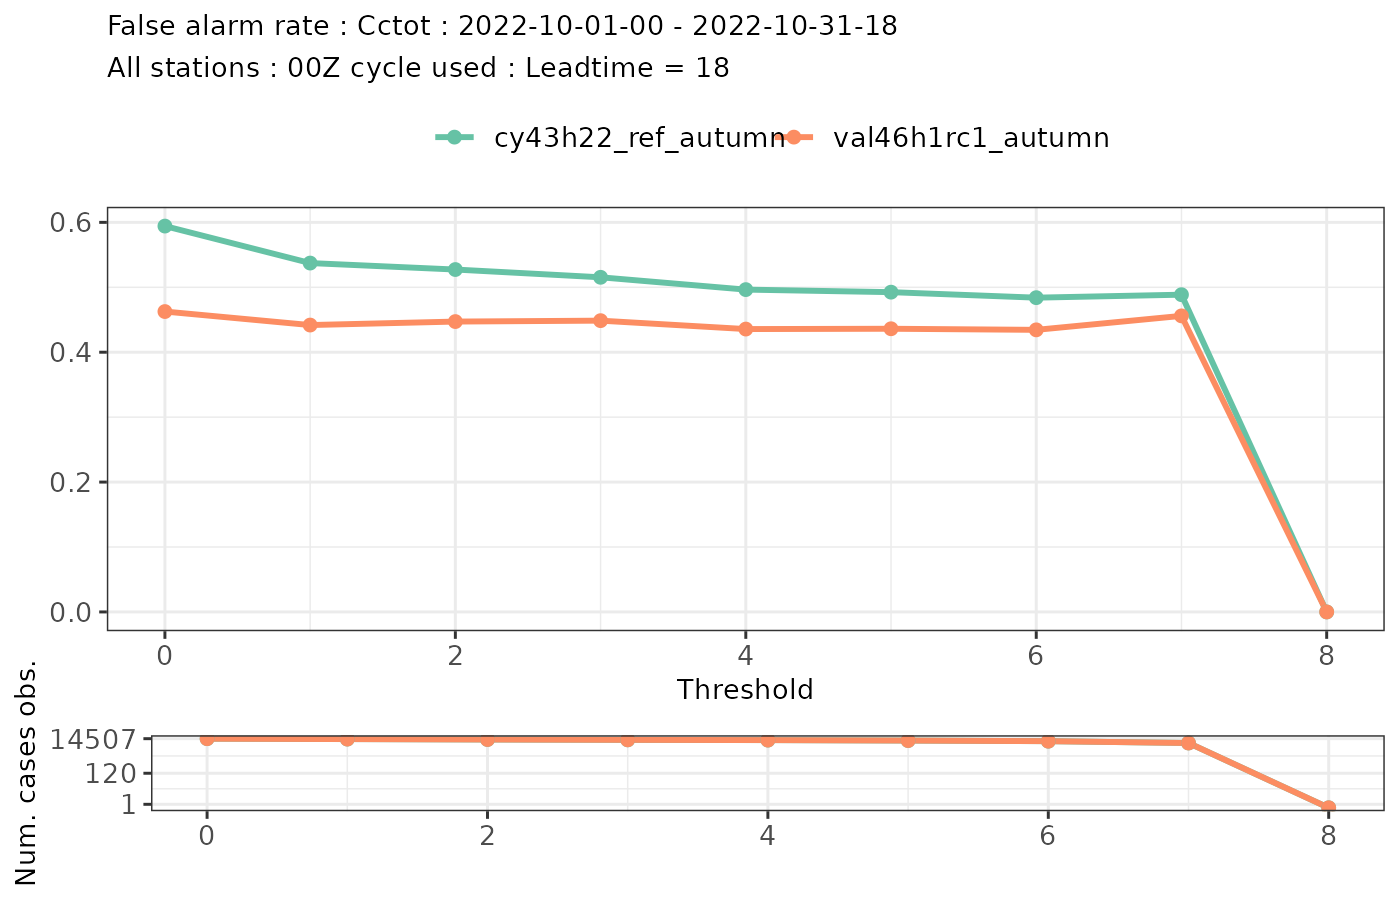 False alarm rate : Cctot : 2022-10-01-00 - 2022-10-31-18
All stations : 00Z cycle used : Leadtime = 18
cy43h22_ref_autumn val46h1rc1_autumn
0.6
0.4
0.2
0.0
0 2 4 6 8
Threshold
Num. cases obs.
14507
120
1
0 2 4 6 8